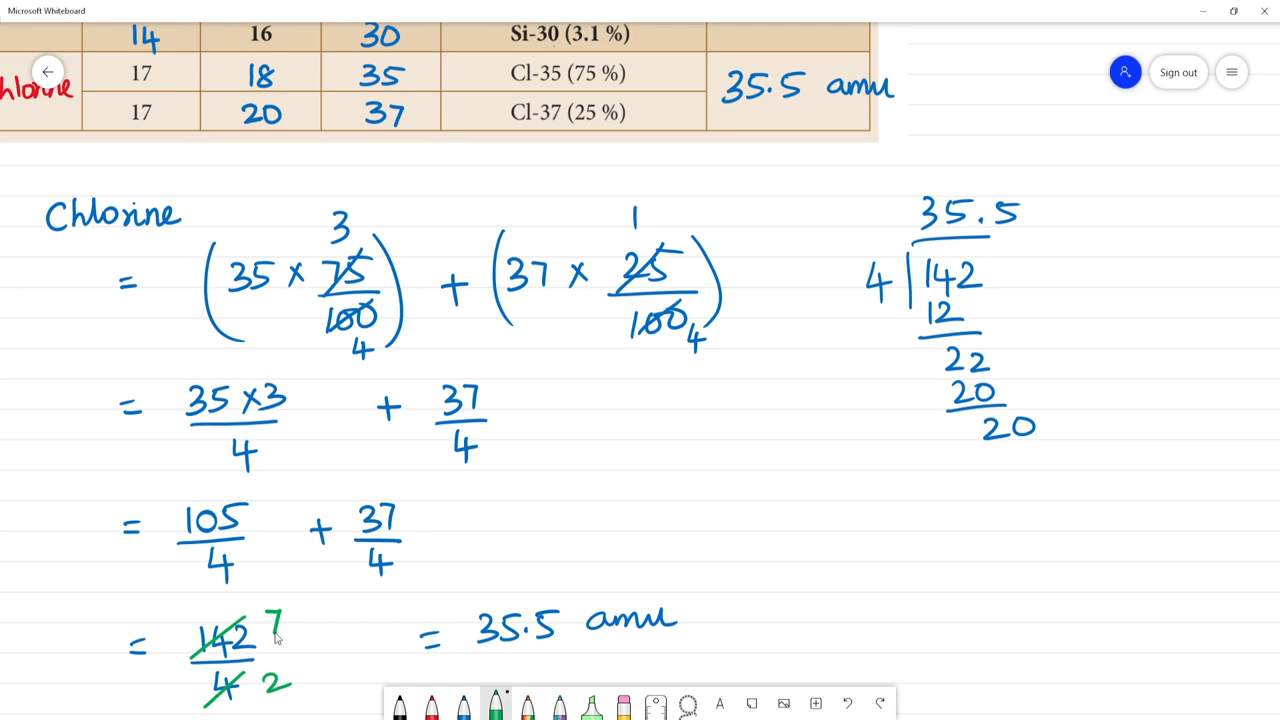 Microsoft Whiteboard
14 16 30 Si-30 (3.1 %)
hlorine 17 18 35 Cl-35 (75 %) 35.5 amu
17 20 37 Cl-37 (25 %)
Sign out
Chlorine
= (35 × 75/100) + (37 × 25/100)
3 4 1 4
= 35 × 3/4 + 37/4
= 105/4 + 37/4
= 142/4 = 35.5 amu
7
2
35.5
4 142
12
22
20
20
A